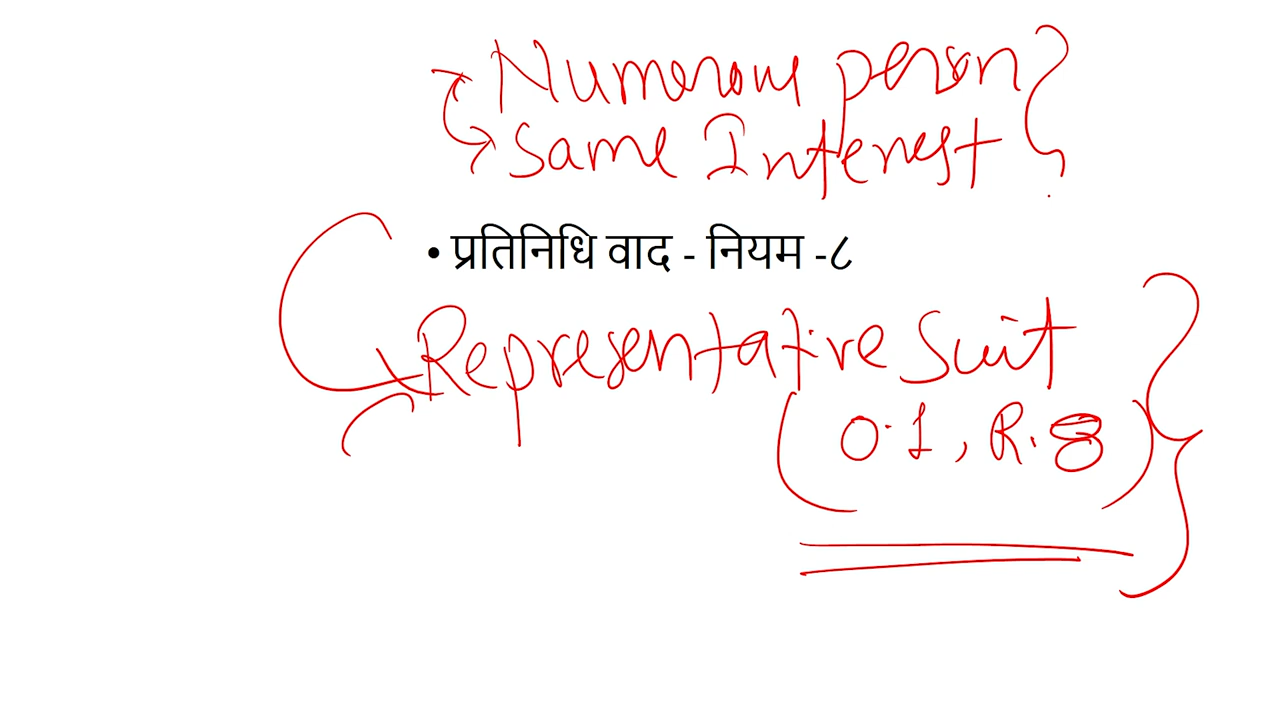 Numerous person
Same Interest
• प्रतिनिधि वाद - नियम -८
Representative Suit
(O.1, R.8)